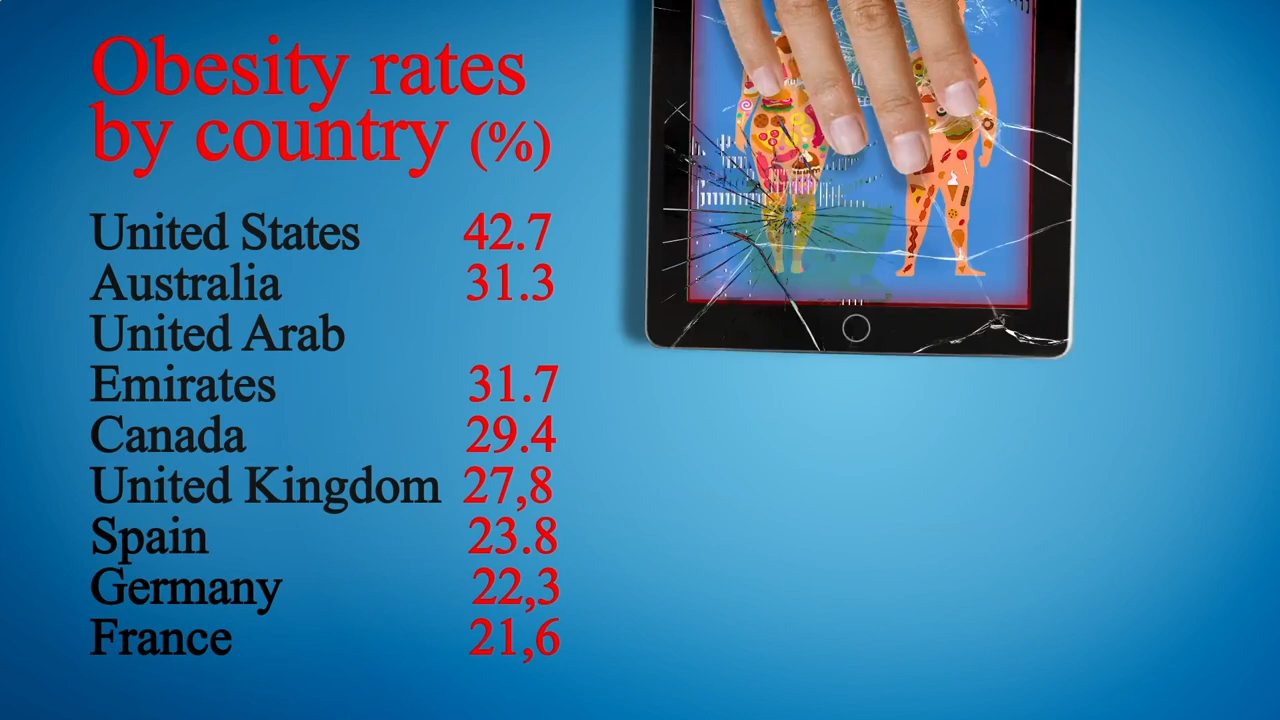 Obesity rates
by country (%)
United States 42.7
Australia 31.3
United Arab
Emirates 31.7
Canada 29.4
United Kingdom 27,8
Spain 23.8
Germany 22,3
France 21,6